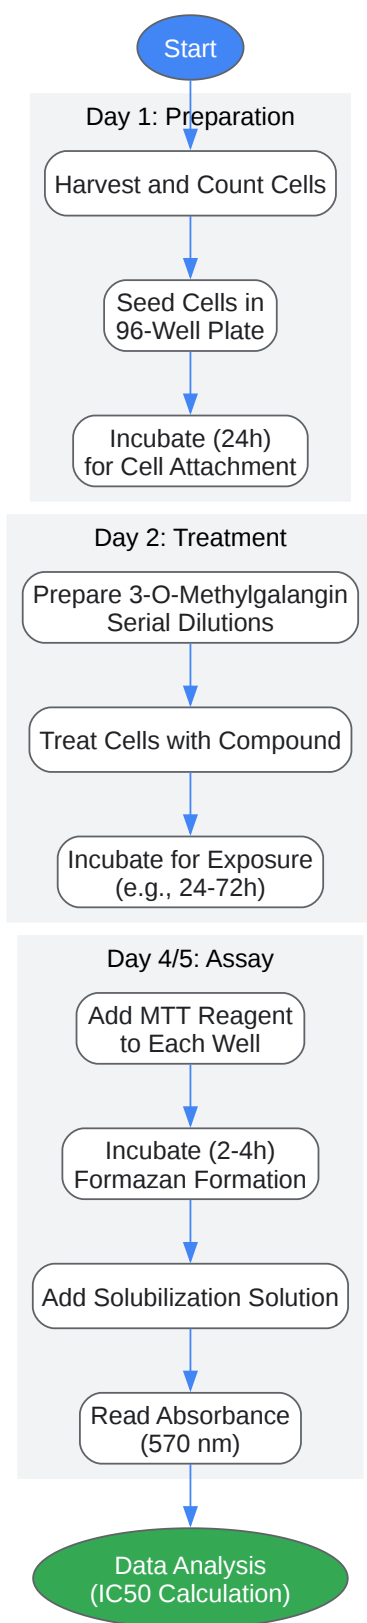 Start
Day 1: Preparation
Harvest and Count Cells
Seed Cells in
96-Well Plate
Incubate (24h)
for Cell Attachment
Day 2: Treatment
Prepare 3-O-Methylgalangin
Serial Dilutions
Treat Cells with Compound
Incubate for Exposure
(e.g., 24-72h)
Day 4/5: Assay
Add MTT Reagent
to Each Well
Incubate (2-4h)
Formazan Formation
Add Solubilization Solution
Read Absorbance
(570 nm)
Data Analysis
(IC50 Calculation)